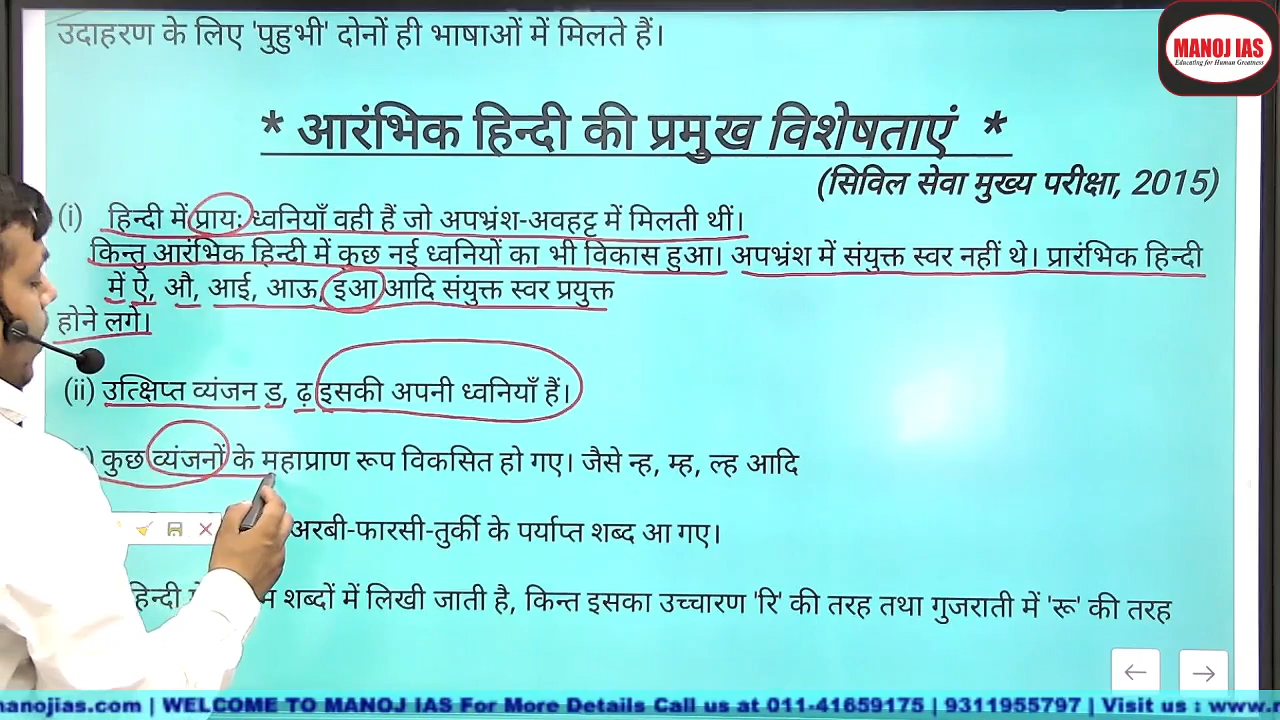 उदाहरण के लिए 'पुहुभी' दोनों ही भाषाओं में मिलते हैं।
MANOJ IAS
Educating for Human Greatness
* आरंभिक हिन्दी की प्रमुख विशेषताएं *
(सिविल सेवा मुख्य परीक्षा, 2015)
(i) हिन्दी में प्रायः ध्वनियाँ वही हैं जो अपभ्रंश-अवहट्ट में मिलती थीं।
किन्तु आरंभिक हिन्दी में कुछ नई ध्वनियों का भी विकास हुआ। अपभ्रंश में संयुक्त स्वर नहीं थे। प्रारंभिक हिन्दी
में ऐ, औ, आई, आऊ, इआ आदि संयुक्त स्वर प्रयुक्त
होने लगे।
(ii) उत्क्षिप्त व्यंजन ड़, ढ़ इसकी अपनी ध्वनियाँ हैं।
) कुछ व्यंजनों के महाप्राण रूप विकसित हो गए। जैसे न्ह, म्ह, ल्ह आदि
अरबी-फारसी-तुर्की के पर्याप्त शब्द आ गए।
हिन्दी शब्दों में लिखी जाती है, किन्त इसका उच्चारण 'रि' की तरह तथा गुजराती में 'रू' की तरह
manojias.com | WELCOME TO MANOJ IAS For More Details Call us at 011-41659175 | 9311955797 | Visit us : www.